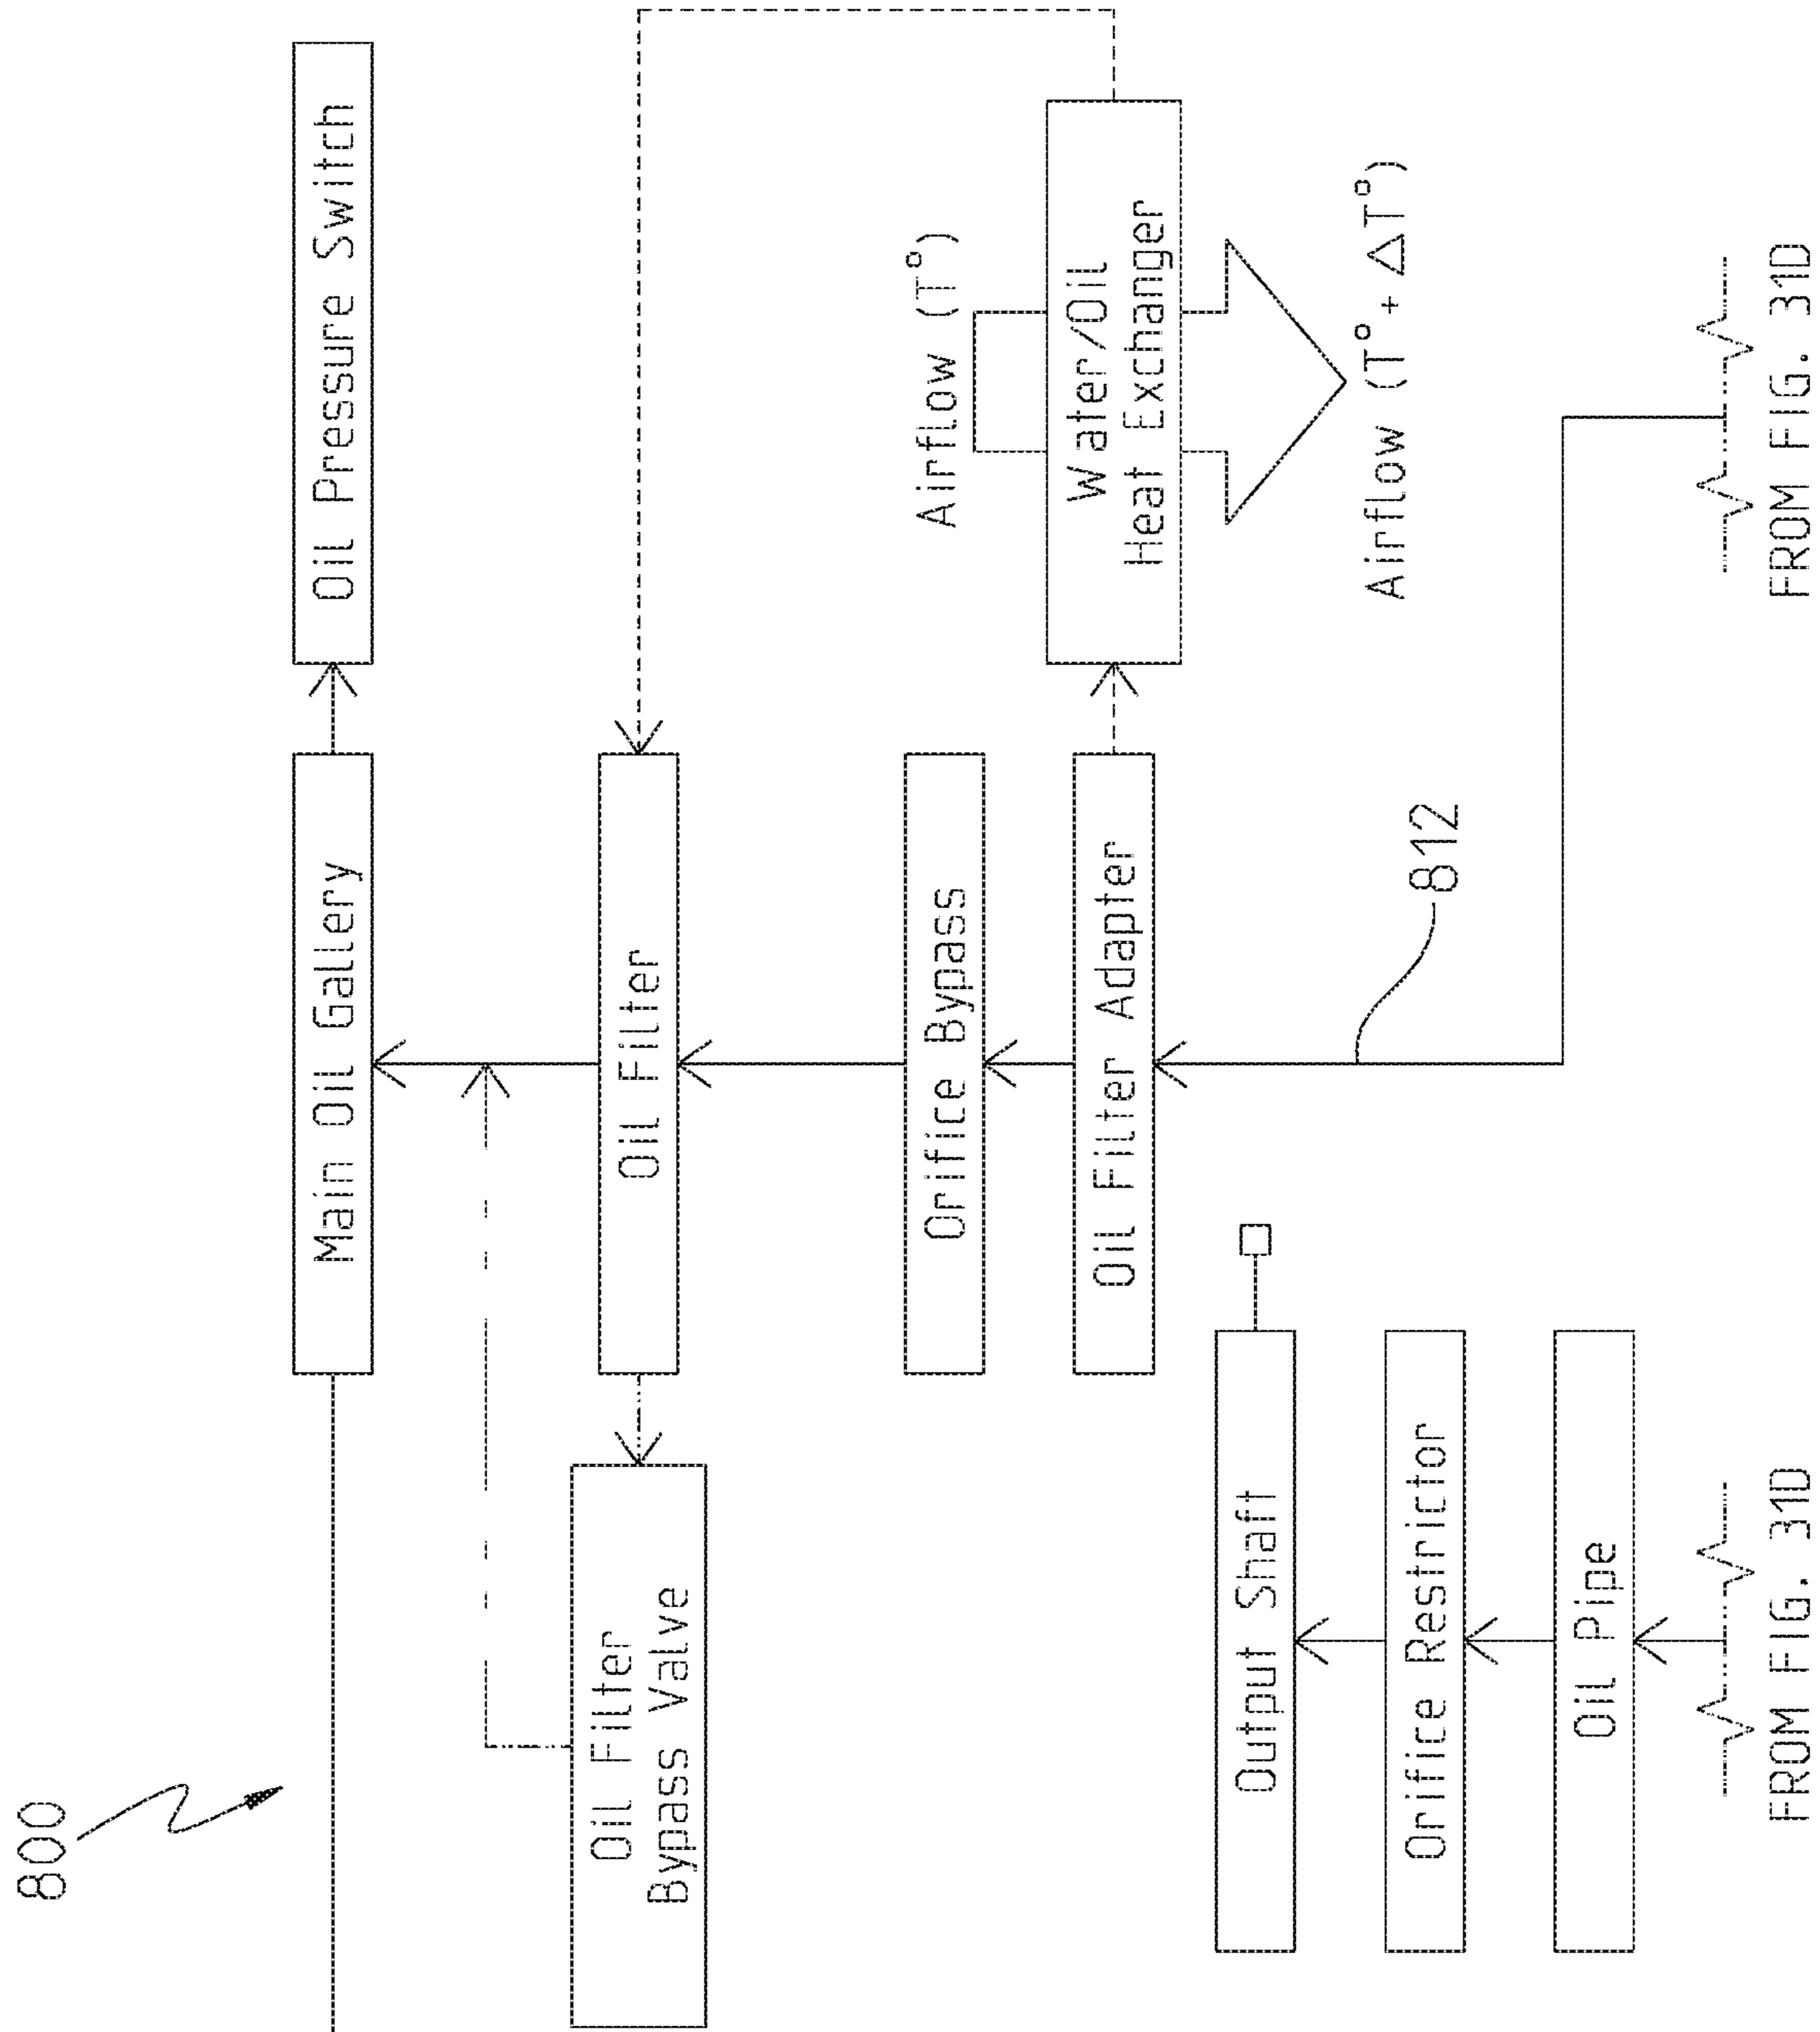 800
Main Oil Gallery
Oil Pressure Switch
Oil Filter
Bypass Valve
Oil Filter
Orifice Bypass
Oil Filter Adapter
Airflow (T°)
Water/Oil
Heat Exchanger
Airflow (T° + ΔT°)
812
Output Shaft
Orifice Restrictor
Oil Pipe
FROM FIG. 31D
FROM FIG. 31D